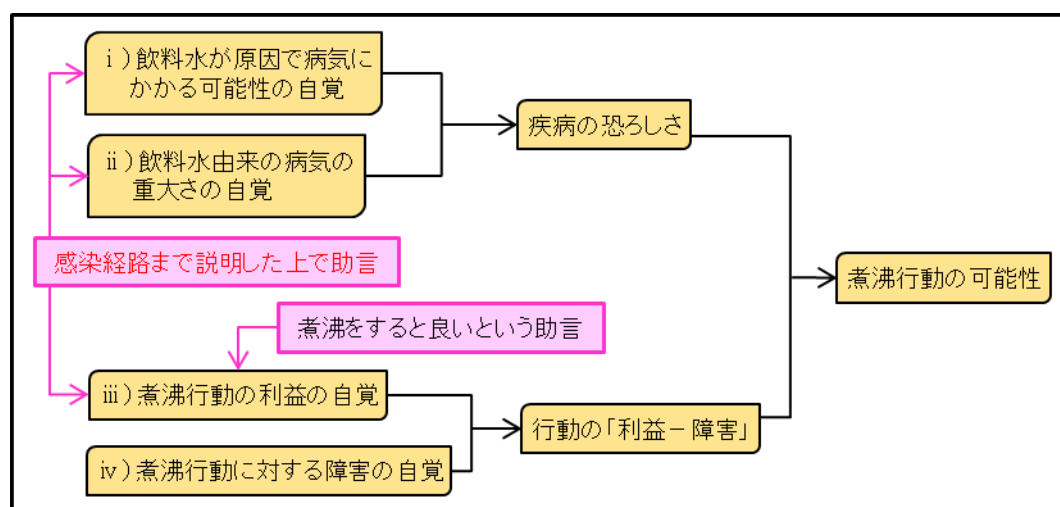 ⅰ）飲料水が原因で病気に
かかる可能性の自覚
疾病の恐ろしさ
ⅱ）飲料水由来の病気の
重大さの自覚
感染経路まで説明した上で助言
煮沸行動の可能性
煮沸をすると良いという助言
ⅲ）煮沸行動の利益の自覚
行動の「利益－障害」
ⅳ）煮沸行動に対する障害の自覚